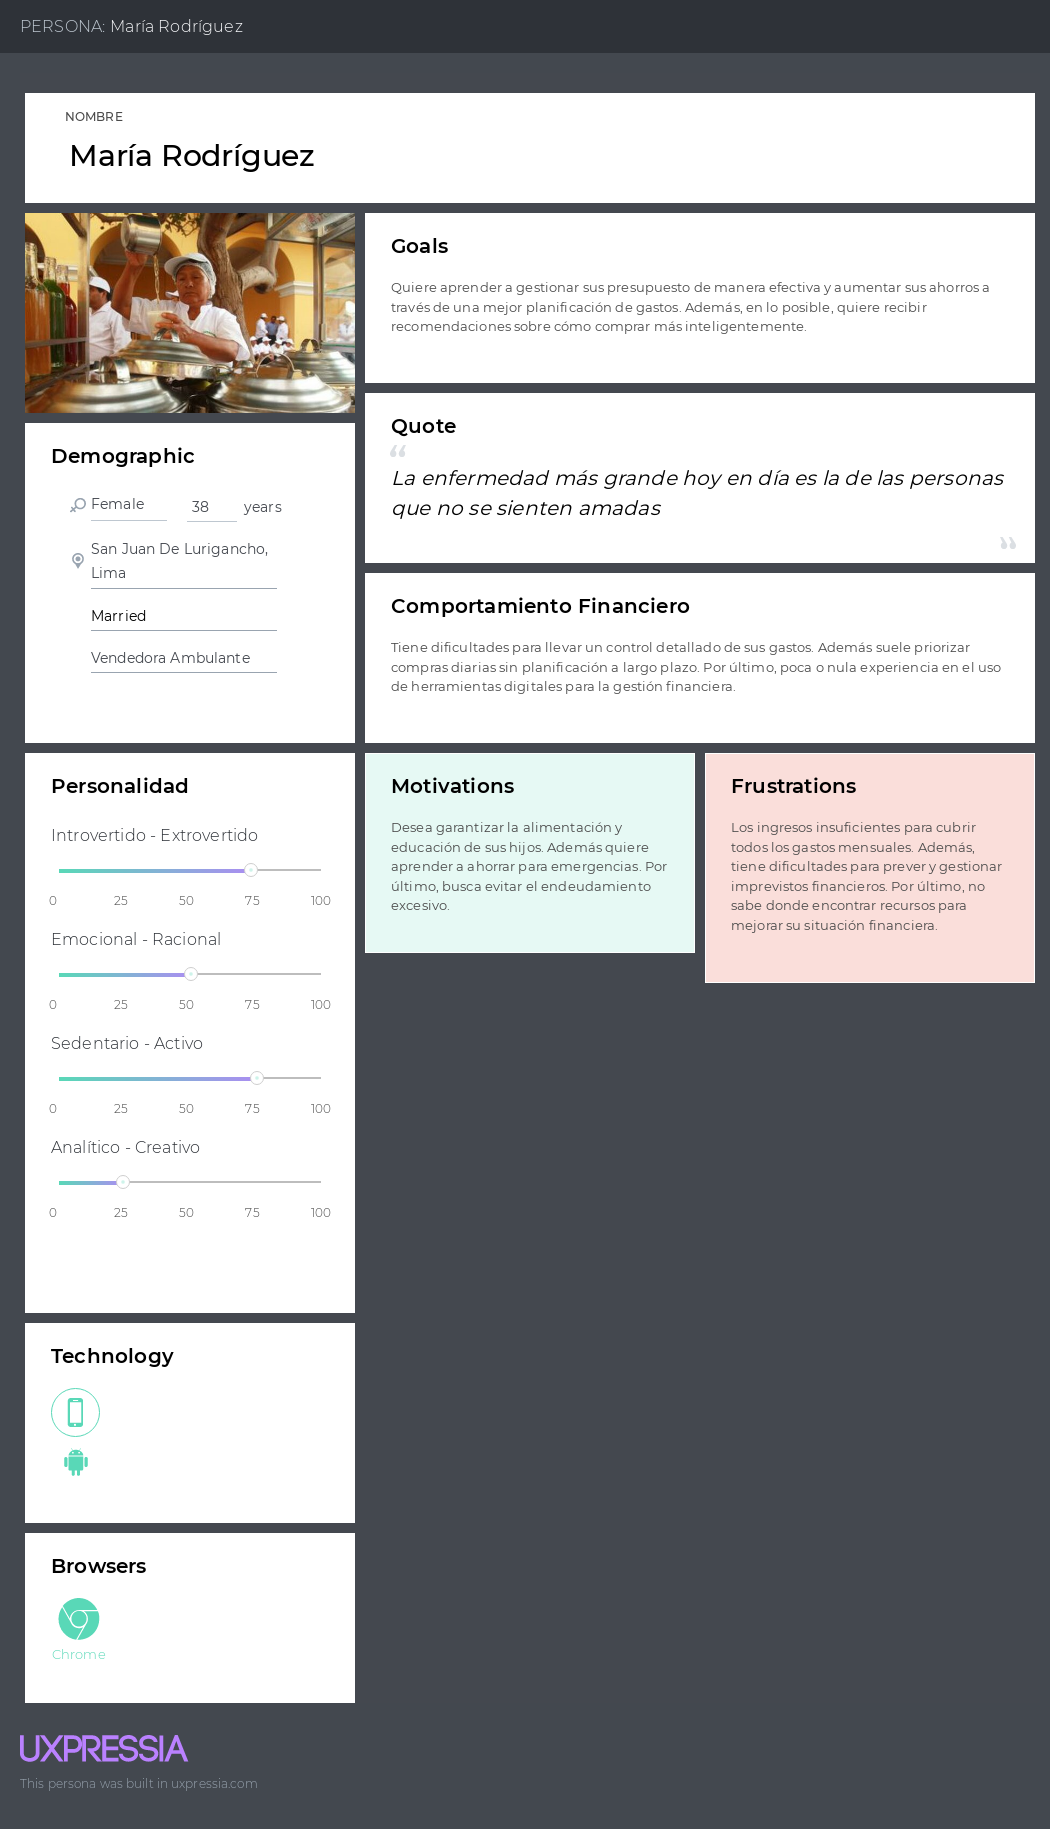 PERSONA: María Rodríguez
NOMBRE
María Rodríguez
Goals
Quiere aprender a gestionar sus presupuesto de manera efectiva y aumentar sus ahorros a
través de una mejor planificación de gastos. Además, en lo posible, quiere recibir
recomendaciones sobre cómo comprar más inteligentemente.
Quote
“
La enfermedad más grande hoy en día es la de las personas
que no se sienten amadas
”
Demographic
Female 38 years
San Juan De Lurigancho,
Lima
Married
Vendedora Ambulante
Comportamiento Financiero
Tiene dificultades para llevar un control detallado de sus gastos. Además suele priorizar
compras diarias sin planificación a largo plazo. Por último, poca o nula experiencia en el uso
de herramientas digitales para la gestión financiera.
Personalidad
Introvertido - Extrovertido
0 25 50 75 100
Emocional - Racional
0 25 50 75 100
Sedentario - Activo
0 25 50 75 100
Analítico - Creativo
0 25 50 75 100
Motivations
Desea garantizar la alimentación y
educación de sus hijos. Además quiere
aprender a ahorrar para emergencias. Por
último, busca evitar el endeudamiento
excesivo.
Frustrations
Los ingresos insuficientes para cubrir
todos los gastos mensuales. Además,
tiene dificultades para prever y gestionar
imprevistos financieros. Por último, no
sabe donde encontrar recursos para
mejorar su situación financiera.
Technology
Browsers
Chrome
UXPRESSIA
This persona was built in uxpressia.com